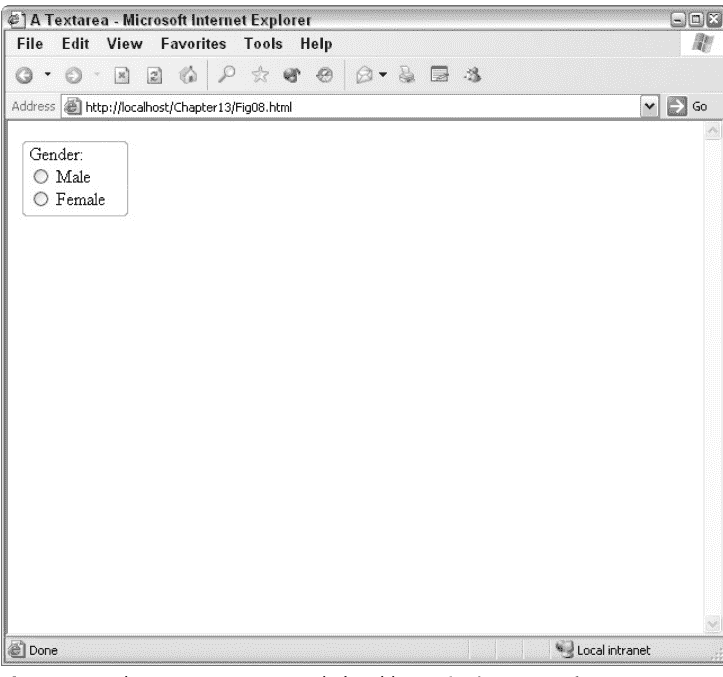 A Textarea - Microsoft Internet Explorer
File Edit View Favorites Tools Help
Address http://localhost/Chapter13/Fig08.html Go
Gender:
Male
Female
Done Local intranet